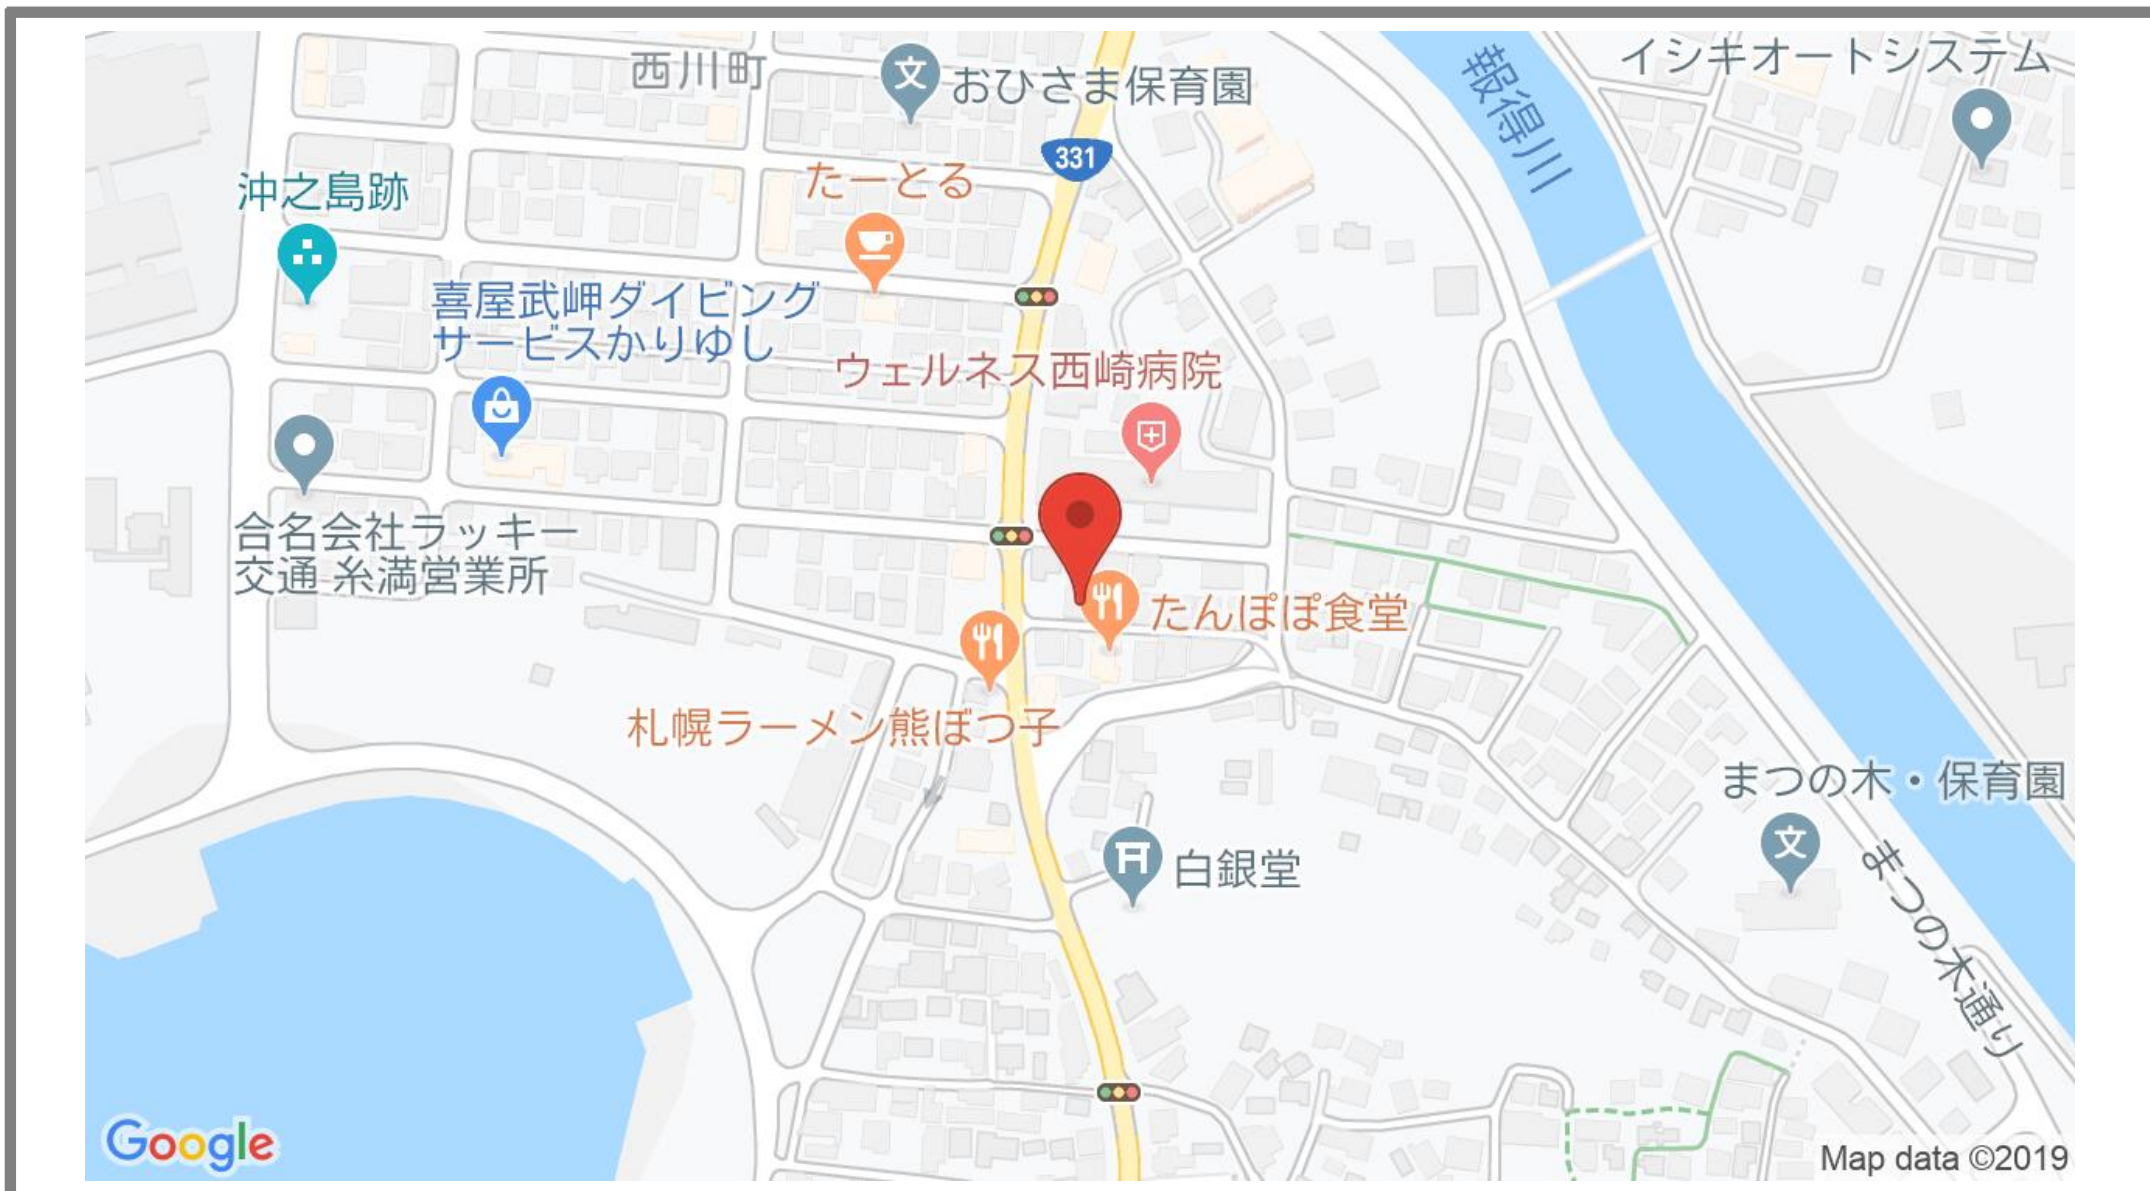 西川町
おひさま保育園
イシキオートシステム
報得川
331
たーとる
沖之島跡
喜屋武岬ダイビング
サービスかりゆし
ウェルネス西崎病院
合名会社ラッキー
交通 糸満営業所
たんぽぽ食堂
札幌ラーメン熊ぼつ子
まつの木・保育園
白銀堂
まつの木通り
Google
Map data ©2019